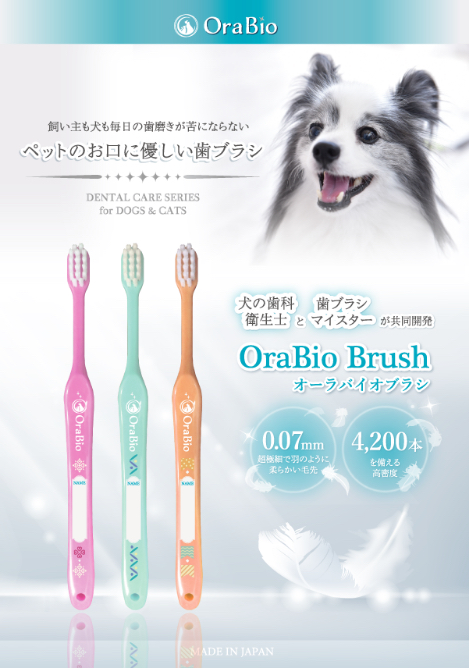 OraBio
飼い主も犬も毎日の歯磨きが苦にならない
ペットのお口に優しい歯ブラシ
DENTAL CARE SERIES
for DOGS & CATS
犬の歯科衛生士と歯ブラシマイスターが共同開発
OraBio Brush
オーラバイオブラシ
0.07mm
超極細で羽のように
柔らかい毛先
4,200本
を備える
高密度
OraBio
NAME
OraBio
NAME
OraBio
NAME
MADE IN JAPAN